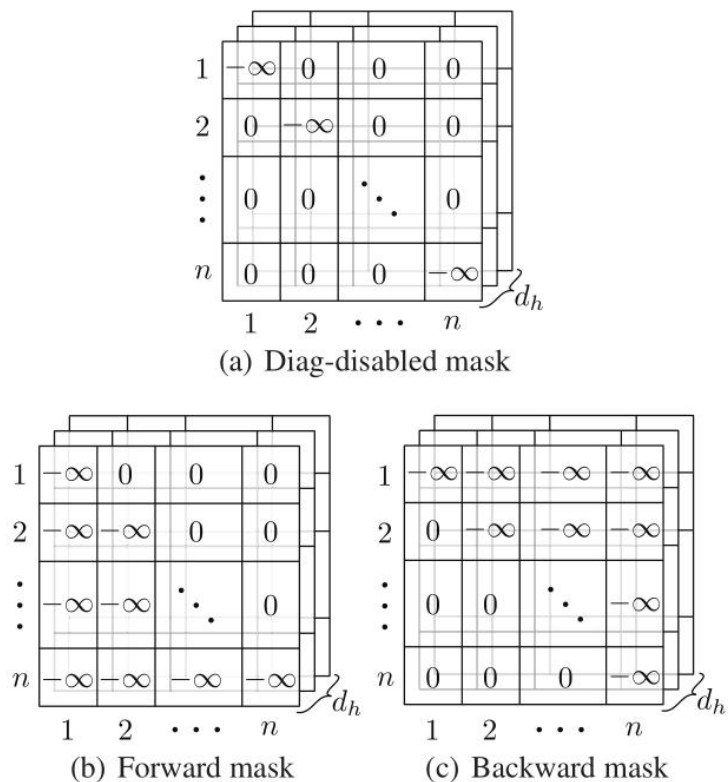 1 −∞ 0 0 0
2 0 −∞ 0 0
⋮ 0 0 ⋱ 0
n 0 0 0 −∞
d_h
1 2 ··· n
(a) Diag-disabled mask
1 −∞ 0 0 0
2 −∞ −∞ 0 0
⋮ −∞ −∞ ⋱ 0
n −∞ −∞ −∞ −∞
d_h
1 2 ··· n
(b) Forward mask
1 −∞ −∞ −∞ −∞
2 0 −∞ −∞ −∞
⋮ 0 0 ⋱ −∞
n 0 0 0 −∞
d_h
1 2 ··· n
(c) Backward mask